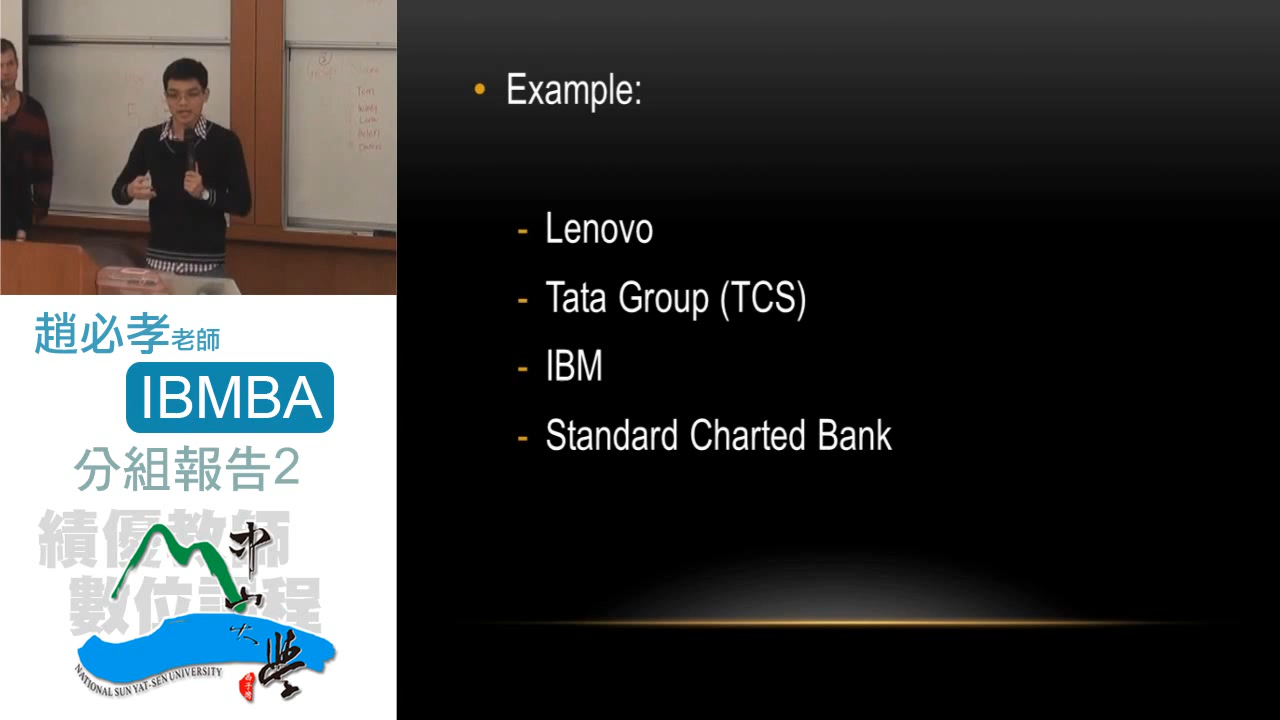 • Example:
- Lenovo
- Tata Group (TCS)
- IBM
- Standard Charted Bank
趙必孝老師
IBMBA
分組報告2
績優教師
數位課程
中山大學
NATIONAL SUN YAT-SEN UNIVERSITY